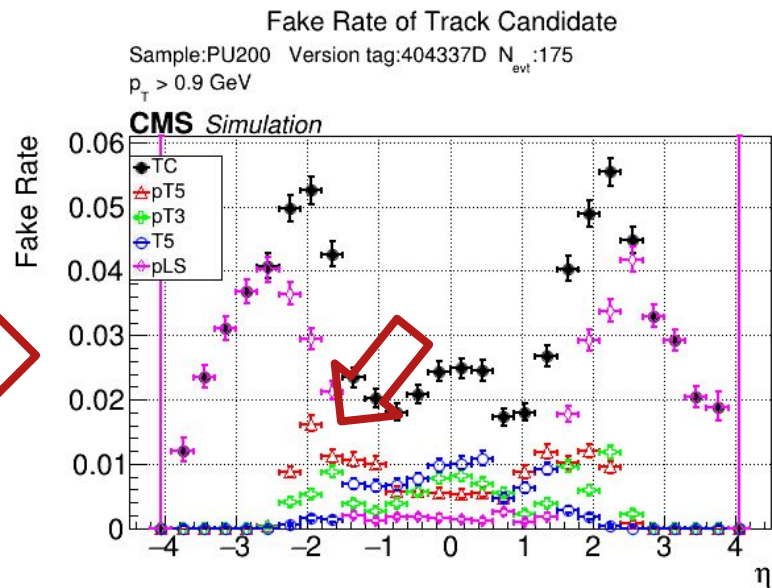 Fake Rate of Track Candidate
Sample:PU200 Version tag:404337D N_evt:175
p_T > 0.9 GeV
CMS Simulation
Fake Rate
0.06
0.05
0.04
0.03
0.02
0.01
0
TC
pT5
pT3
T5
pLS
−4 −3 −2 −1 0 1 2 3 4
η